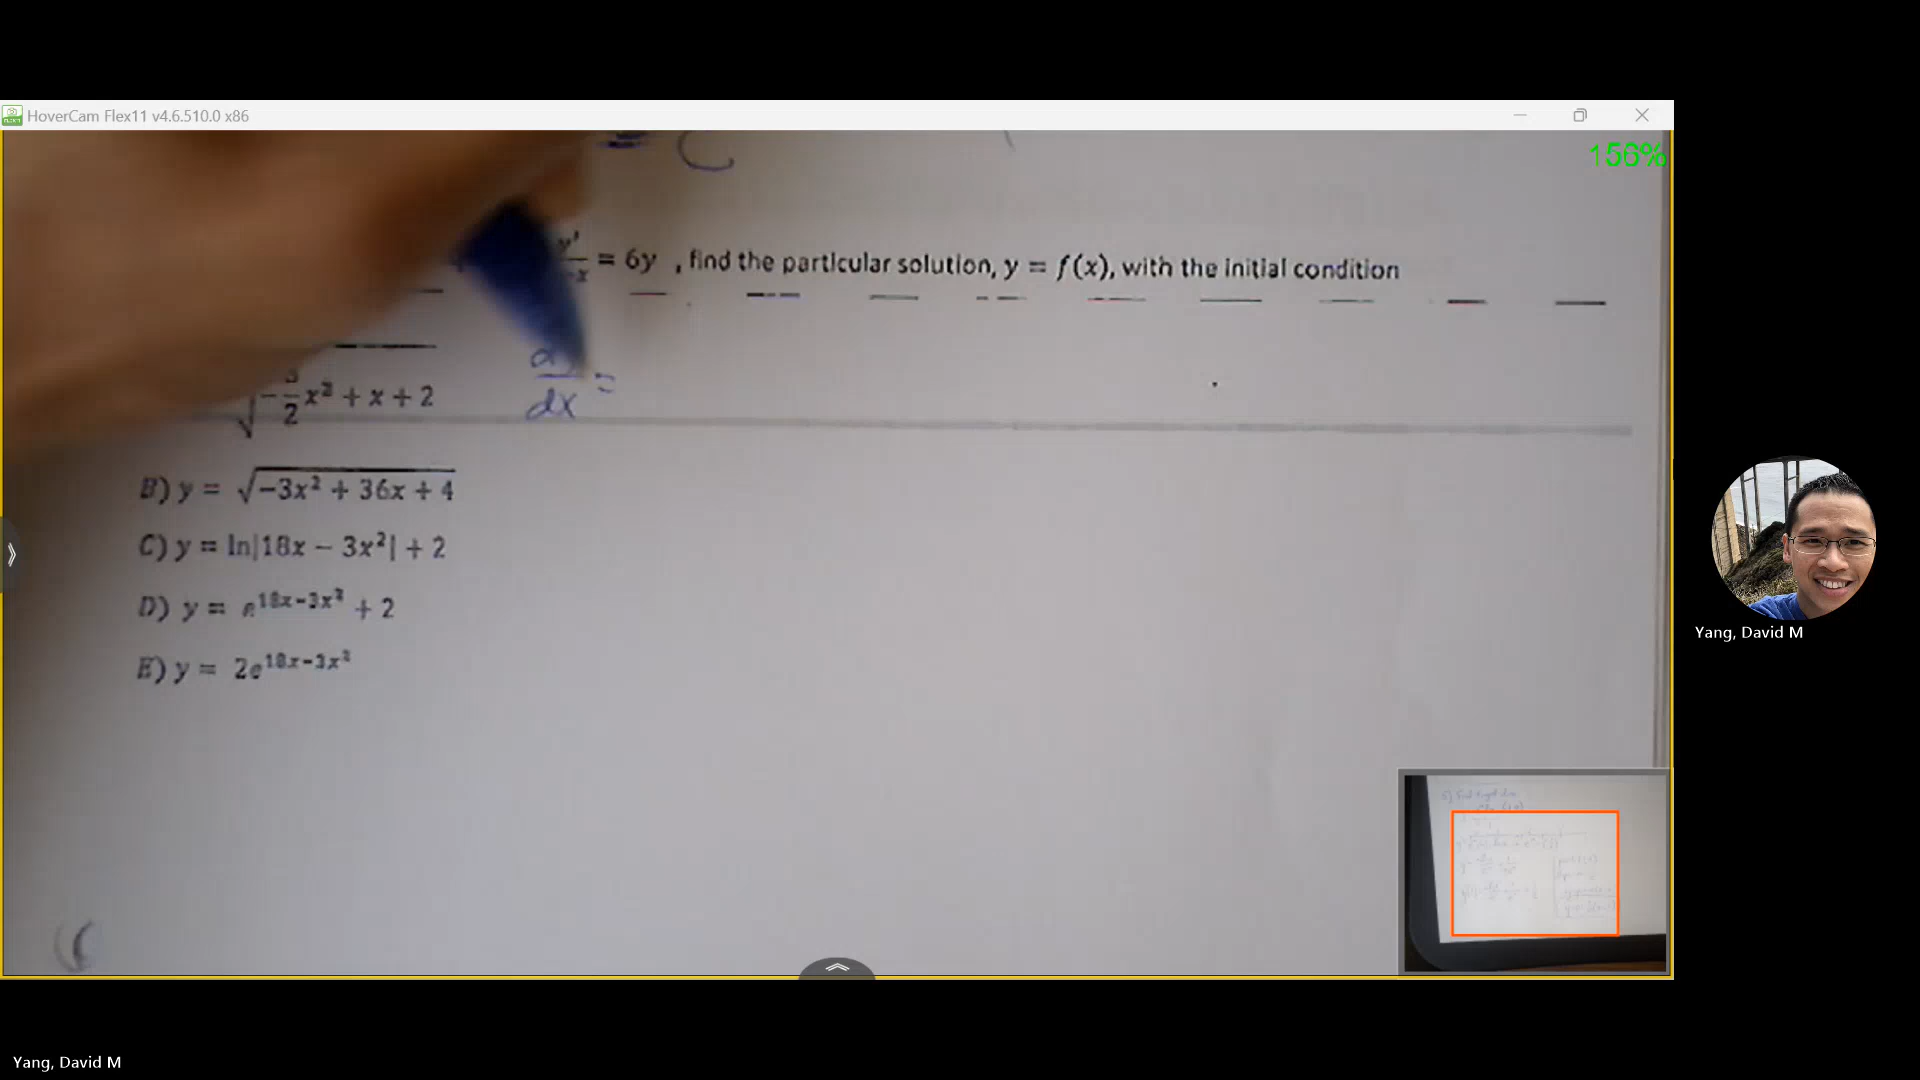 HoverCam Flex11 v4.6.510.0 x86
156%
= 6y , find the particular solution, y = f(x), with the initial condition
dx =
x² + x + 2
B) y = √−3x² + 36x + 4
C) y = ln|18x − 3x²| + 2
D) y = e^18x−3x² + 2
E) y = 2e^18x−3x²
Yang, David M
Yang, David M